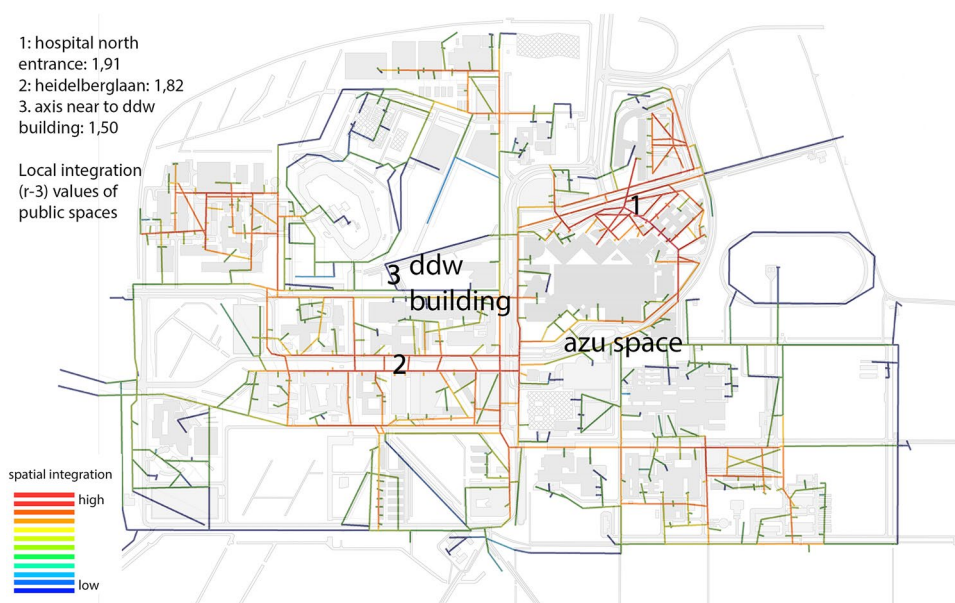 1: hospital north
entrance: 1,91
2: heidelberglaan: 1,82
3. axis near to ddw
building: 1,50
Local integration
(r-3) values of
public spaces
1
3 ddw
building
azu space
2
spatial integration
high
low